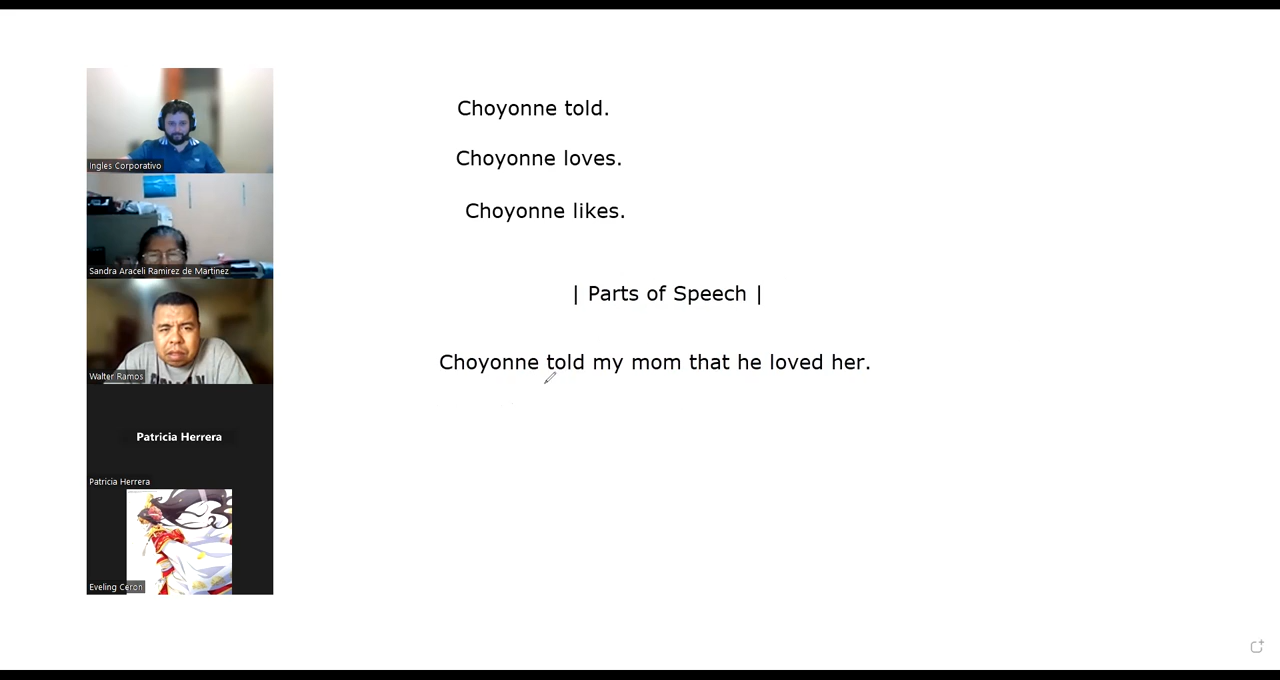 Choyonne told.
Choyonne loves.
Choyonne likes.
| Parts of Speech |
Choyonne told my mom that he loved her.
Ingles Corporativo
Sandra Araceli Ramirez de Martinez
Walter Ramos
Patricia Herrera
Patricia Herrera
Eveling Ceron